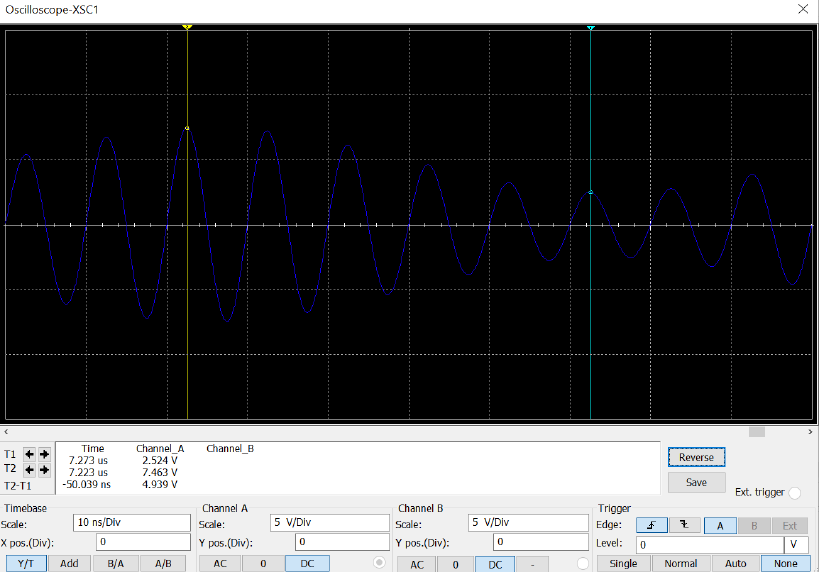 Oscilloscope-XSC1
Time Channel_A Channel_B
T1 7.273 us 2.524 V
T2 7.223 us 7.463 V
T2-T1 -50.039 ns 4.939 V
Reverse
Save
Ext. trigger
Timebase
Scale: 10 ns/Div
X pos.(Div): 0
Y/T Add B/A A/B
Channel A
Scale: 5 V/Div
Y pos.(Div): 0
AC 0 DC
Channel B
Scale: 5 V/Div
Y pos.(Div): 0
AC 0 DC -
Trigger
Edge: A B Ext
Level: 0 V
Single Normal Auto None